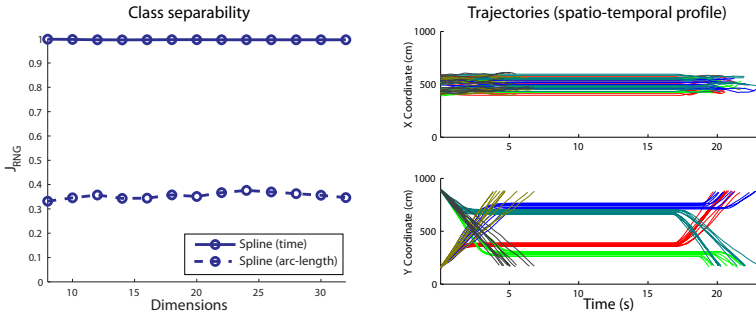 Class separability
1
0.9
0.8
0.7
0.6
0.5
0.4
0.3
0.2
0.1
0
J_RNG
10 15 20 25 30
Dimensions
Spline (time)
Spline (arc-length)
Trajectories (spatio-temporal profile)
1000
500
0
X Coordinate (cm)
5 10 15 20
1000
500
0
Y Coordinate (cm)
5 10 15 20
Time (s)